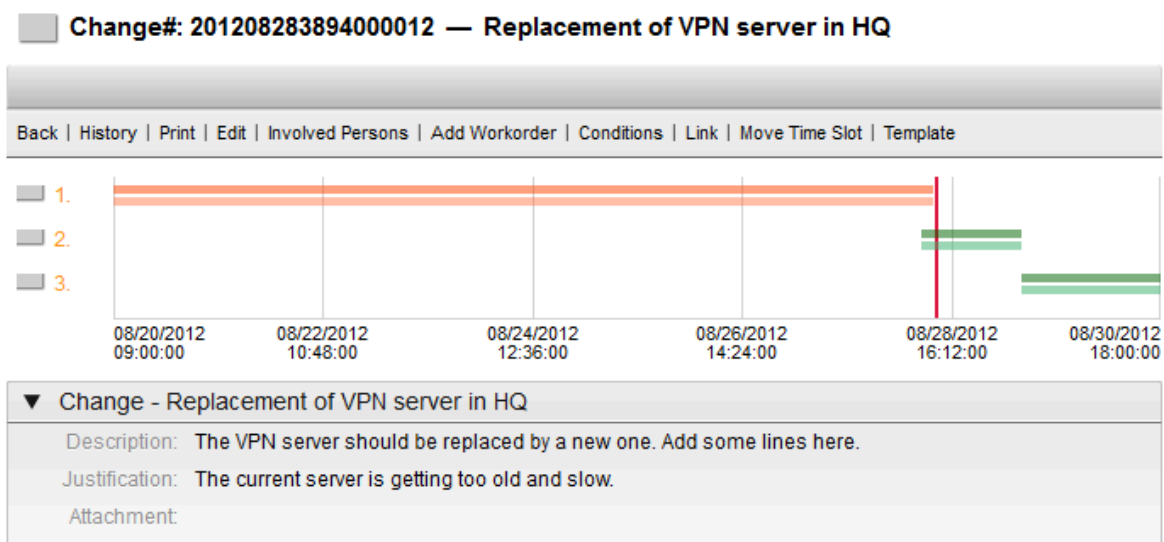 Change#: 201208283894000012 — Replacement of VPN server in HQ
Back | History | Print | Edit | Involved Persons | Add Workorder | Conditions | Link | Move Time Slot | Template
1.
2.
3.
08/20/2012 08/22/2012 08/24/2012 08/26/2012 08/28/2012 08/30/2012
09:00:00 10:48:00 12:36:00 14:24:00 16:12:00 18:00:00
▼ Change - Replacement of VPN server in HQ
Description: The VPN server should be replaced by a new one. Add some lines here.
Justification: The current server is getting too old and slow.
Attachment: